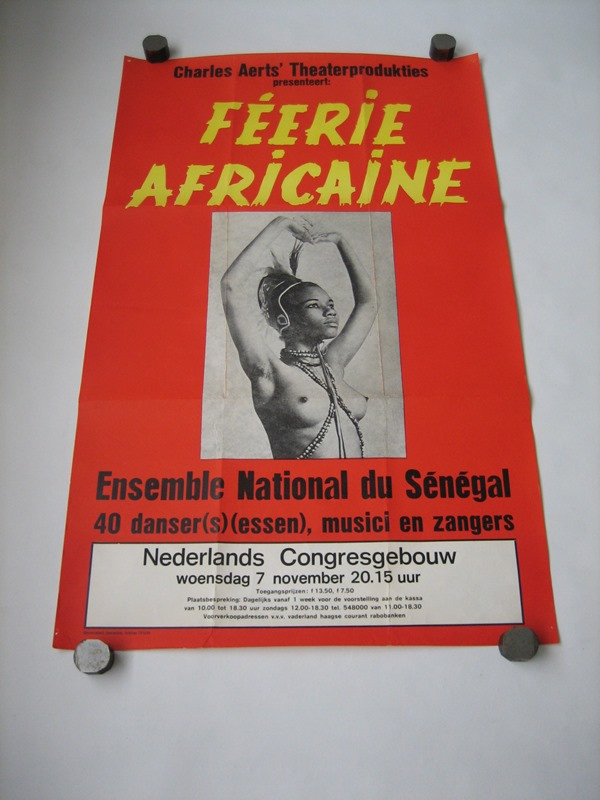 Charles Aerts' Theaterprodukties
presenteert:
FÉERIE
AFRICAINE
Ensemble National du Sénégal
40 danser(s)(essen), musici en zangers
Nederlands Congresgebouw
woensdag 7 november 20.15 uur
Toegangsprijzen: f 13.50, f 7.50
Plaatsbespreking: Dagelijks vanaf 1 week voor de voorstelling aan de kassa
van 10.00 tot 18.30 uur zondags 12.00-18.30 tel. 548000 van 11.00-18.30
Voorverkoopadressen v.v.v. vaderland haagse courant rabobanken